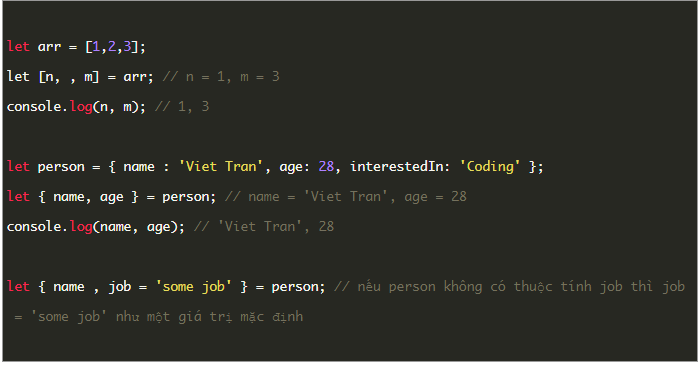 let arr = [1,2,3];
let [n, , m] = arr; // n = 1, m = 3
console.log(n, m); // 1, 3
let person = { name : 'Viet Tran', age: 28, interestedIn: 'Coding' };
let { name, age } = person; // name = 'Viet Tran', age = 28
console.log(name, age); // 'Viet Tran', 28
let { name , job = 'some job' } = person; // nếu person không có thuộc tính job thì job
= 'some job' như một giá trị mặc định